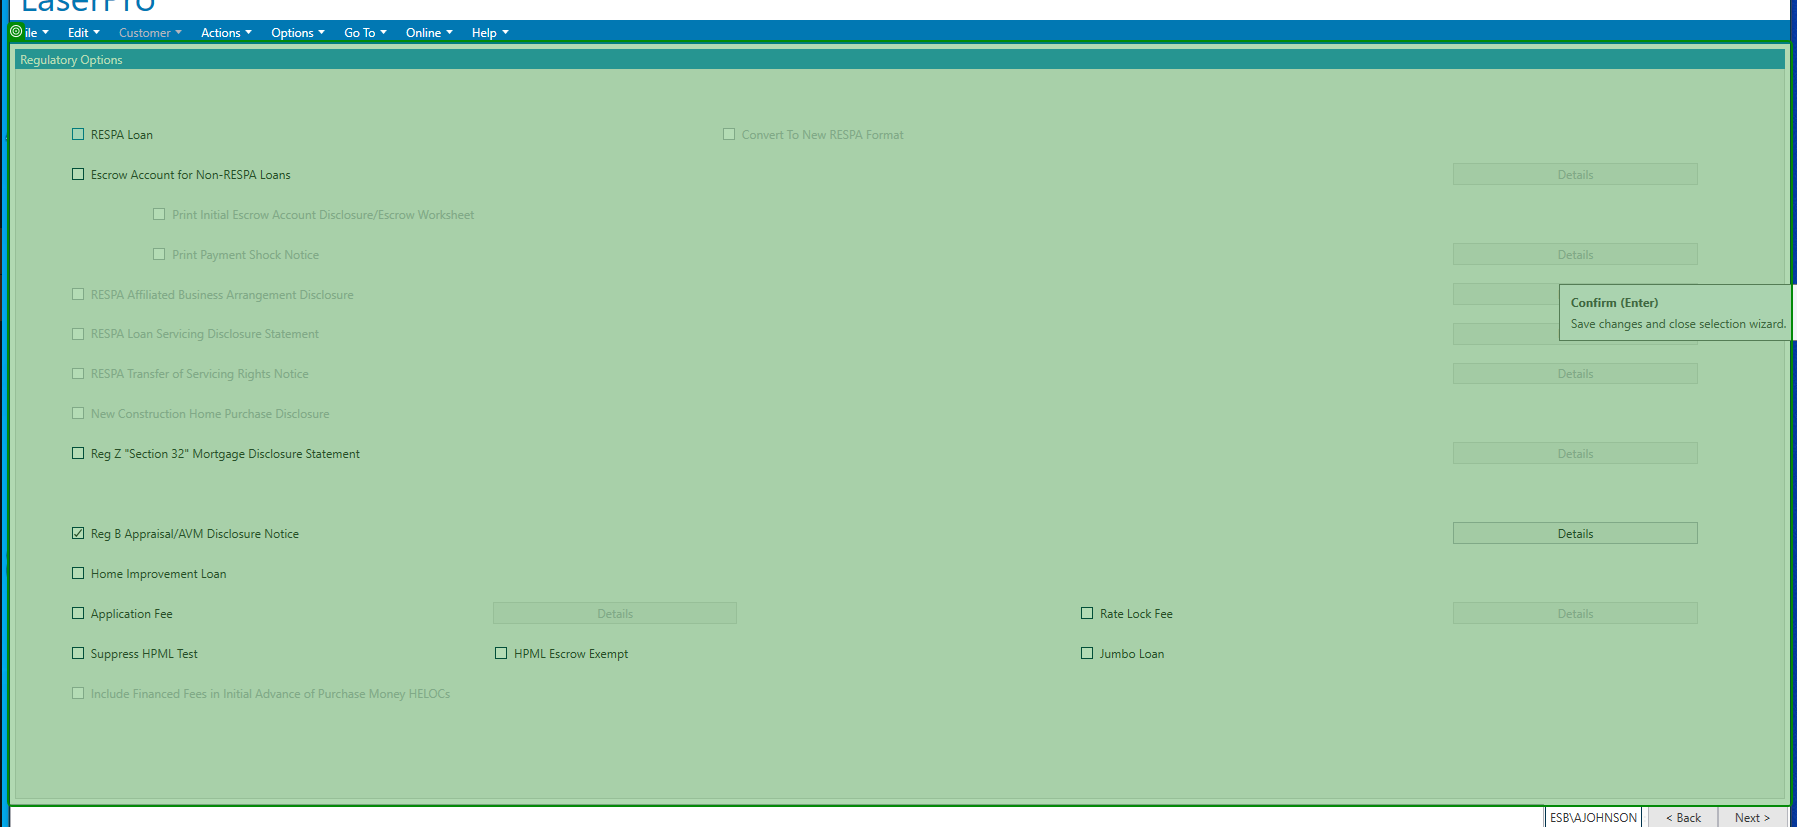 LaserPro
ile Edit Customer Actions Options Go To Online Help
Regulatory Options
RESPA Loan Convert To New RESPA Format
Escrow Account for Non-RESPA Loans Details
Print Initial Escrow Account Disclosure/Escrow Worksheet
Print Payment Shock Notice Details
RESPA Affiliated Business Arrangement Disclosure
Confirm (Enter)
Save changes and close selection wizard.
RESPA Loan Servicing Disclosure Statement
RESPA Transfer of Servicing Rights Notice Details
New Construction Home Purchase Disclosure
Reg Z "Section 32" Mortgage Disclosure Statement Details
Reg B Appraisal/AVM Disclosure Notice Details
Home Improvement Loan
Application Fee Details Rate Lock Fee Details
Suppress HPML Test HPML Escrow Exempt Jumbo Loan
Include Financed Fees in Initial Advance of Purchase Money HELOCs
ESB\AJOHNSON < Back Next >